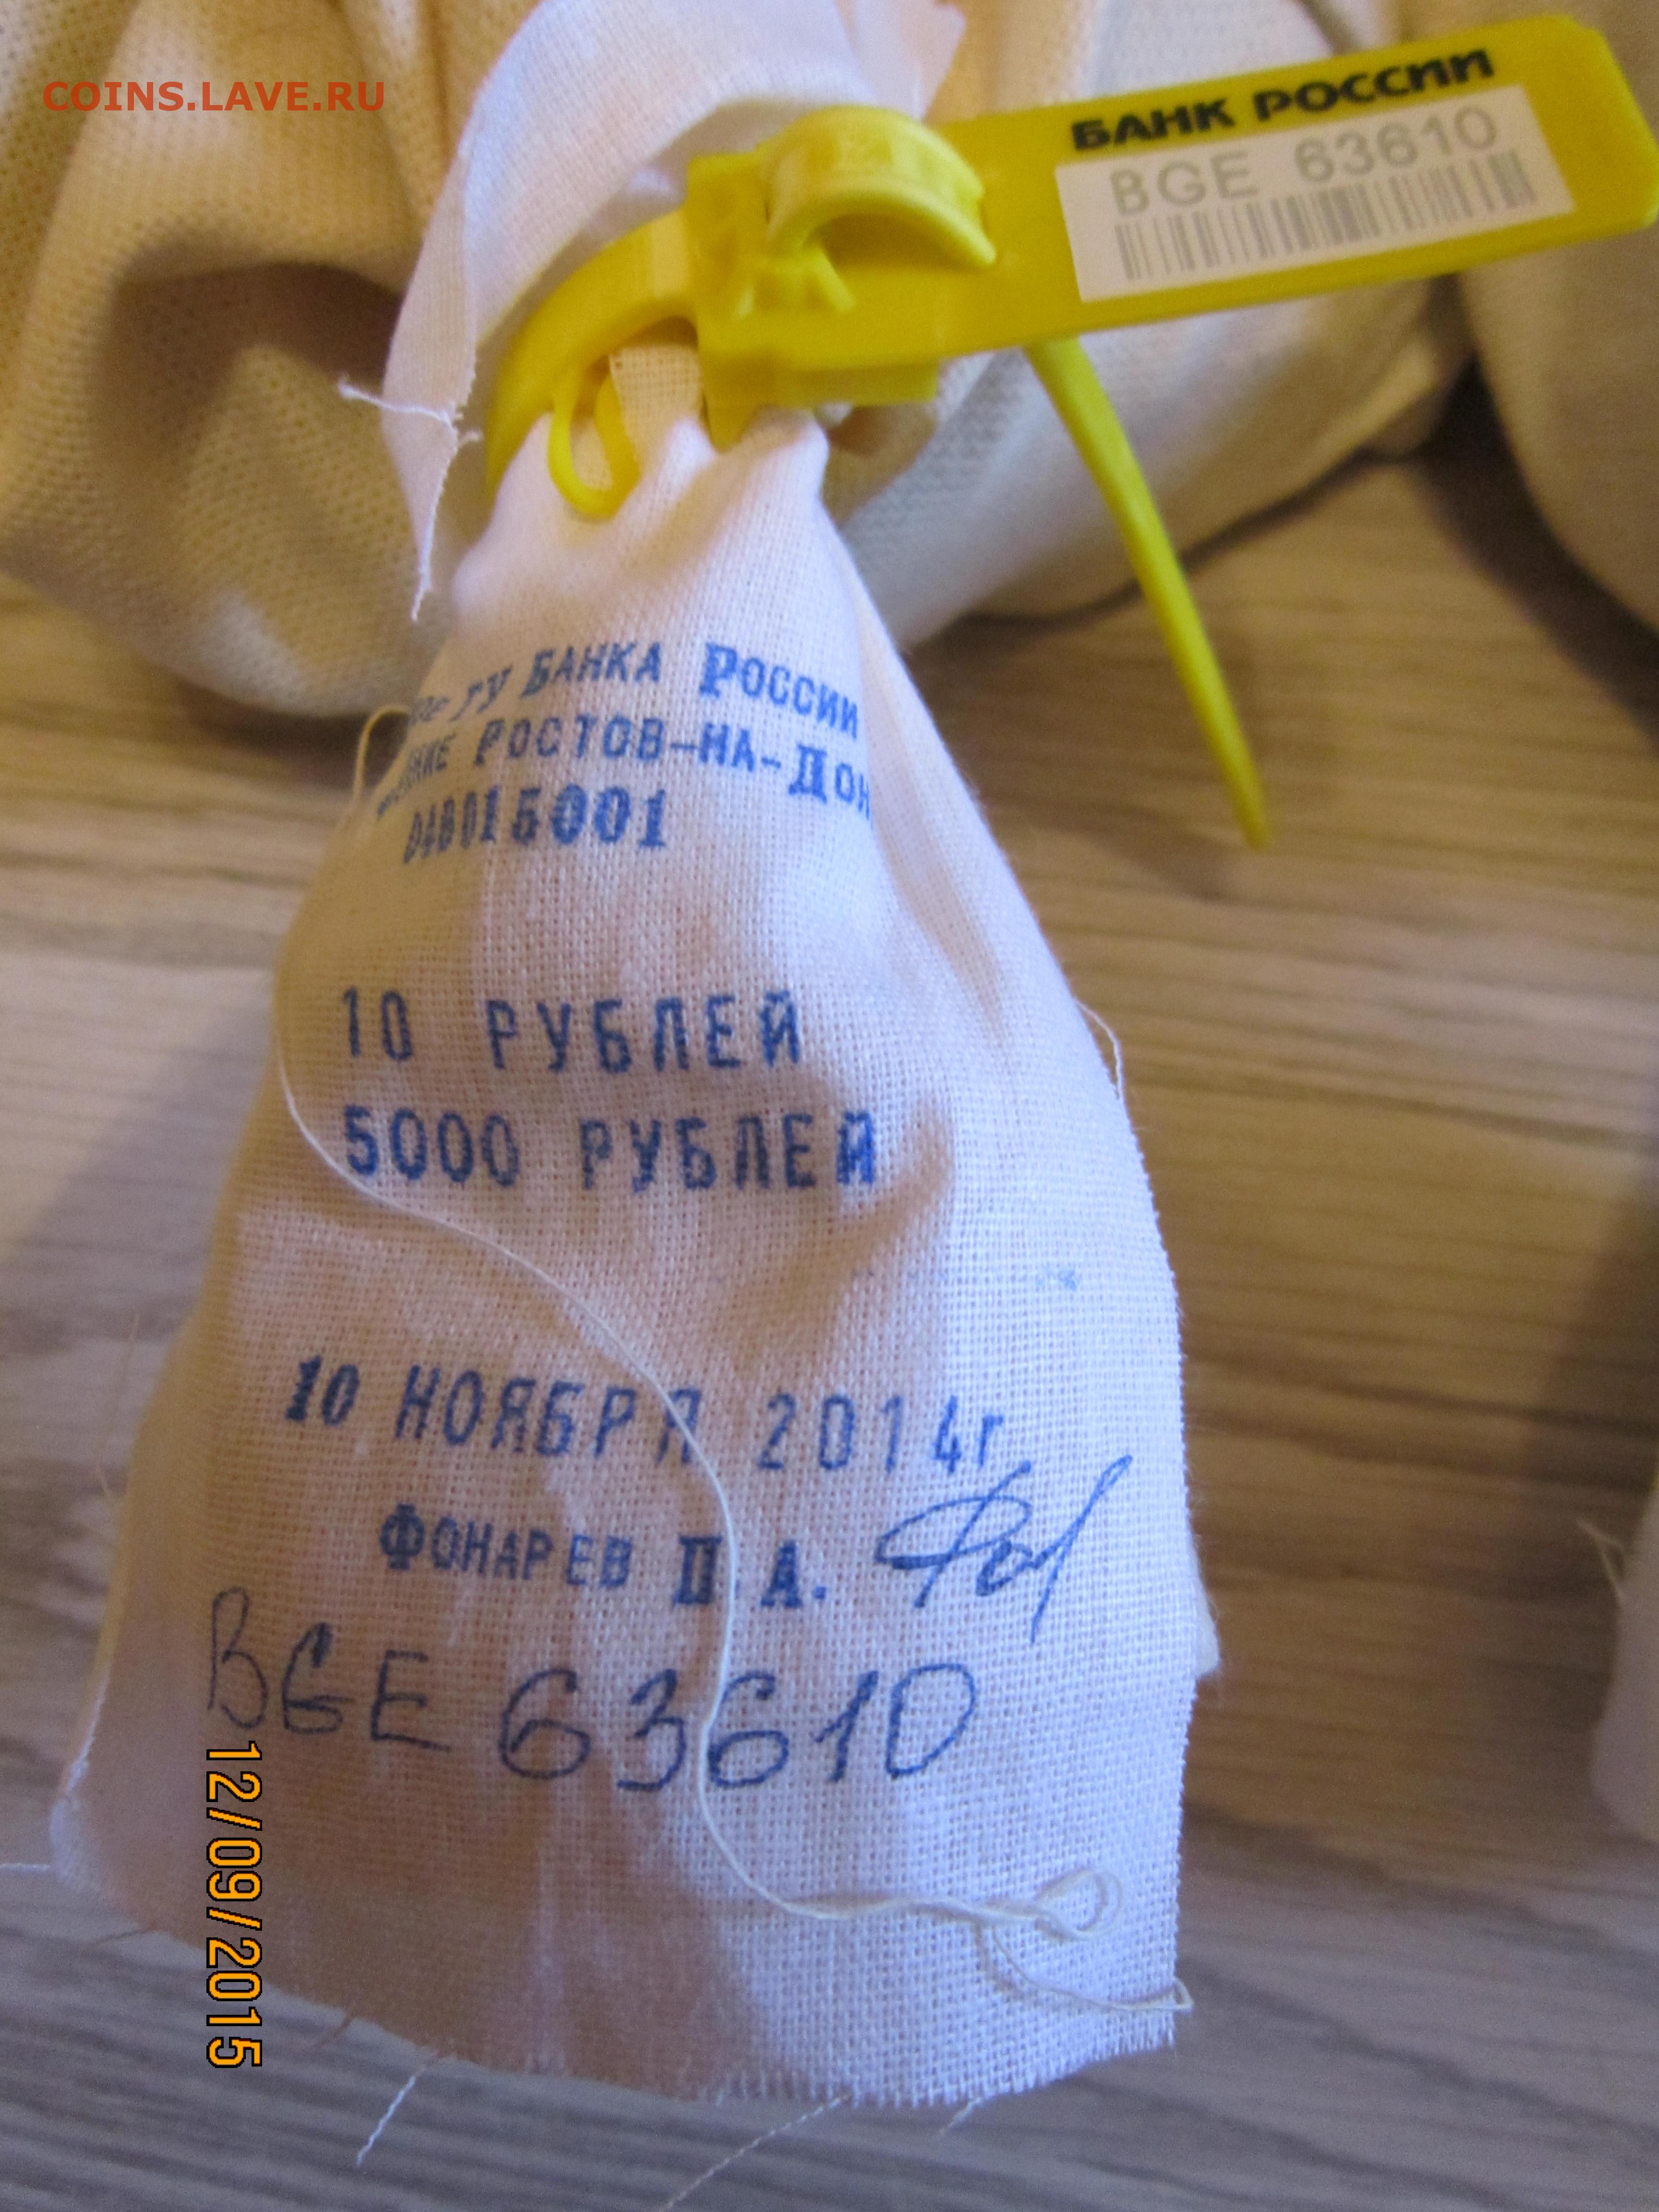 COINS.LAVE.RU
БАНК РОССИИ
BGE 63610
ГУ БАНКА РОССИИ
РОСТОВ-НА-ДОН
046015001
10 РУБЛЕЙ
5000 РУБЛЕЙ
10 НОЯБРЯ 2014г
ФОНАРЕВ П А.
BGE 63610
12/09/2015